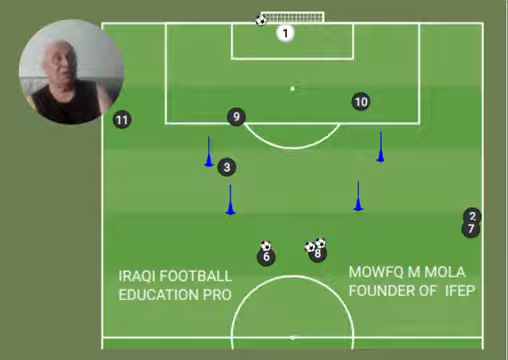 1
10
11
9
3
2
7
6
8
IRAQI FOOTBALL
EDUCATION PRO
MOWFQ M MOLA
FOUNDER OF IFEP